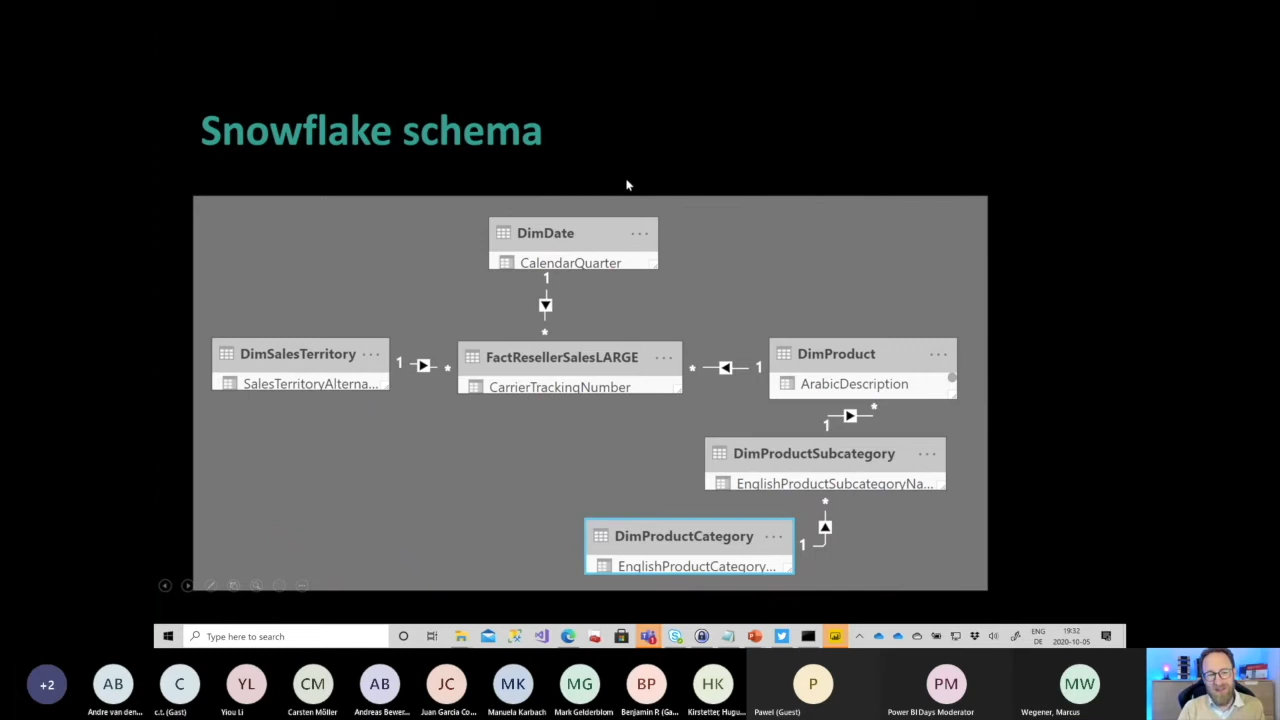 Snowflake schema
DimDate
CalendarQuarter
1
*
DimSalesTerritory
SalesTerritoryAlterna...
1
*
FactResellerSalesLARGE
CarrierTrackingNumber
*
1
DimProduct
ArabicDescription
*
1
DimProductSubcategory
EnglishProductSubcategoryNa...
*
DimProductCategory
EnglishProductCategory...
1
Type here to search
ENG
DE
19:32
2020-10-05
+2
AB
C
YL
CM
AB
JC
MK
MG
BP
HK
P
PM
MW
Andre van den...
c.t. (Gast)
Yiou Li
Carsten Möller
Andreas Bewer...
Juan Garcia Co...
Manuela Karbach
Mark Gelderblom
Benjamin R (Ga...
Kirstetter, Hugu...
Pawel (Guest)
Power BI Days Moderator
Wegener, Marcus